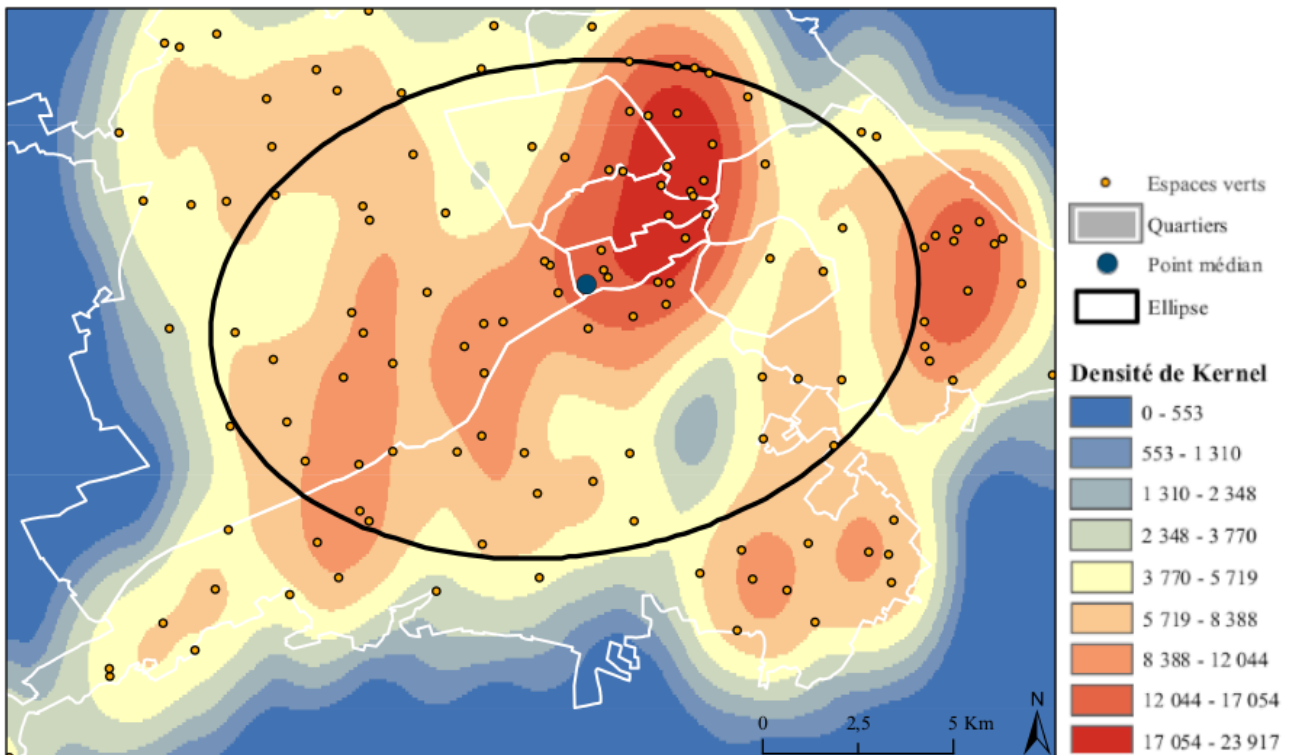 Espaces verts
Quartiers
Point médian
Ellipse
Densité de Kernel
0 - 553
553 - 1 310
1 310 - 2 348
2 348 - 3 770
3 770 - 5 719
5 719 - 8 388
8 388 - 12 044
12 044 - 17 054
17 054 - 23 917
N
0 2,5 5 Km